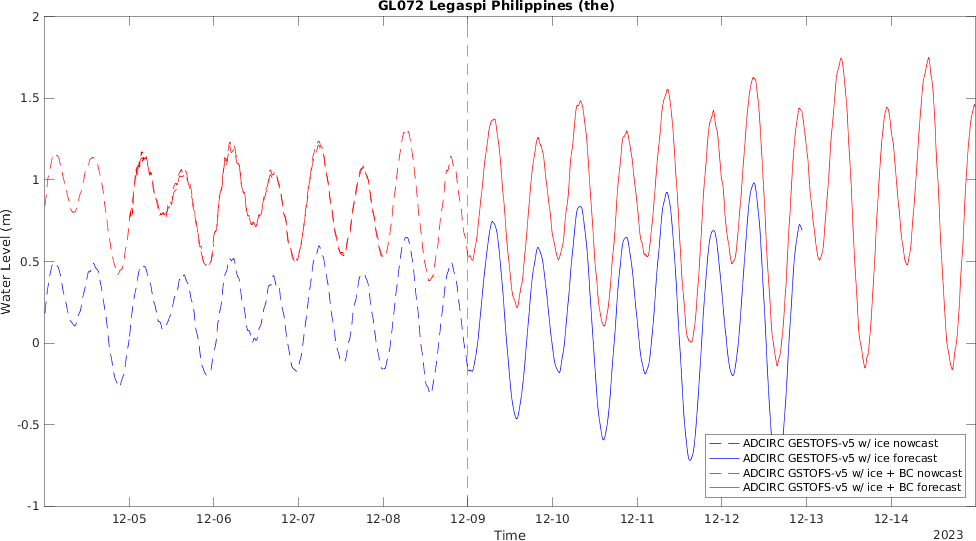 GL072 Legaspi Philippines (the)
2
1.5
1
0.5
0
-0.5
-1
Water Level (m)
12-05 12-06 12-07 12-08 12-09 12-10 12-11 12-12 12-13 12-14
Time
2023
ADCIRC GESTOFS-v5 w/ ice nowcast
ADCIRC GESTOFS-v5 w/ ice forecast
ADCIRC GSTOFS-v5 w/ ice + BC nowcast
ADCIRC GSTOFS-v5 w/ ice + BC forecast